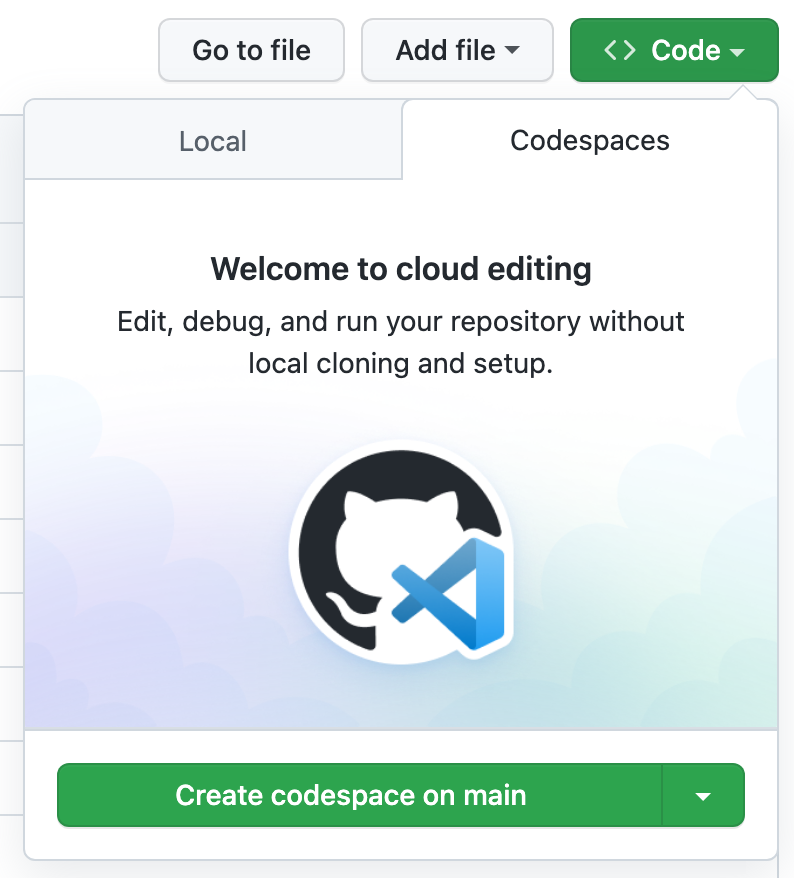 Go to file
Add file
Code
Local
Codespaces
Welcome to cloud editing
Edit, debug, and run your repository without
local cloning and setup.
Create codespace on main